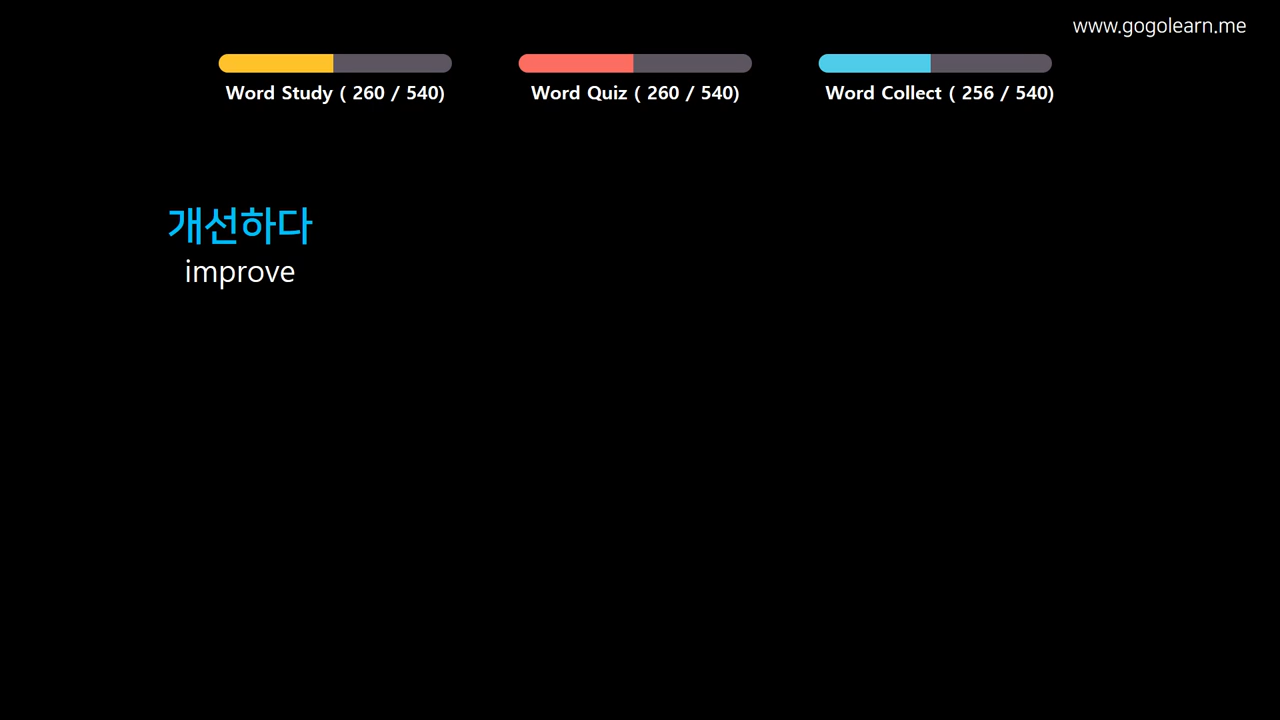 www.gogolearn.me
Word Study ( 260 / 540)
Word Quiz ( 260 / 540)
Word Collect ( 256 / 540)
개선하다
improve